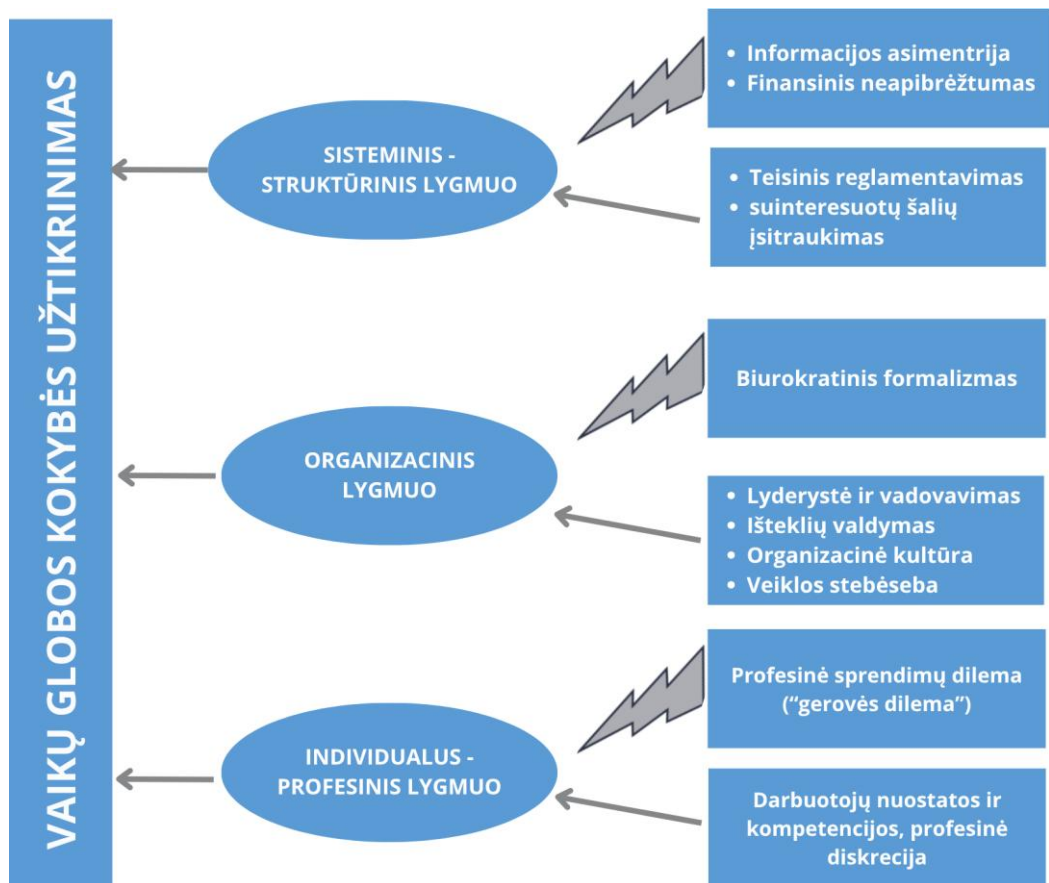 VAIKŲ GLOBOS KOKYBĖS UŽTIKRINIMAS
SISTEMINIS -
STRUKTŪRINIS LYGMUO
• Informacijos asimentrija
• Finansinis neapibrėžtumas
• Teisinis reglamentavimas
• suinteresuotų šalių
įsitraukimas
ORGANIZACINIS
LYGMUO
Biurokratinis formalizmas
• Lyderystė ir vadovavimas
• Išteklių valdymas
• Organizacinė kultūra
• Veiklos stebėseba
INDIVIDUALUS -
PROFESINIS LYGMUO
Profesinė sprendimų dilema
(“gerovės dilema”)
Darbuotojų nuostatos ir
kompetencijos, profesinė
diskrecija